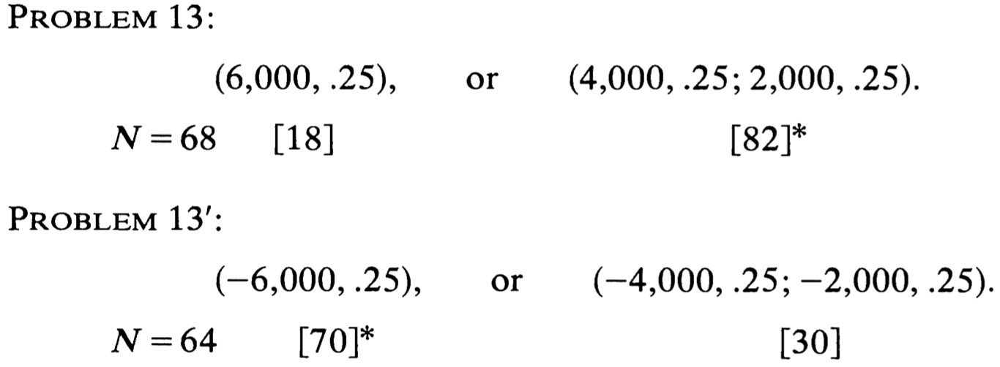 PROBLEM 13:
(6,000, .25), or (4,000, .25; 2,000, .25).
N = 68 [18] [82]*
PROBLEM 13′:
(−6,000, .25), or (−4,000, .25; −2,000, .25).
N = 64 [70]* [30]